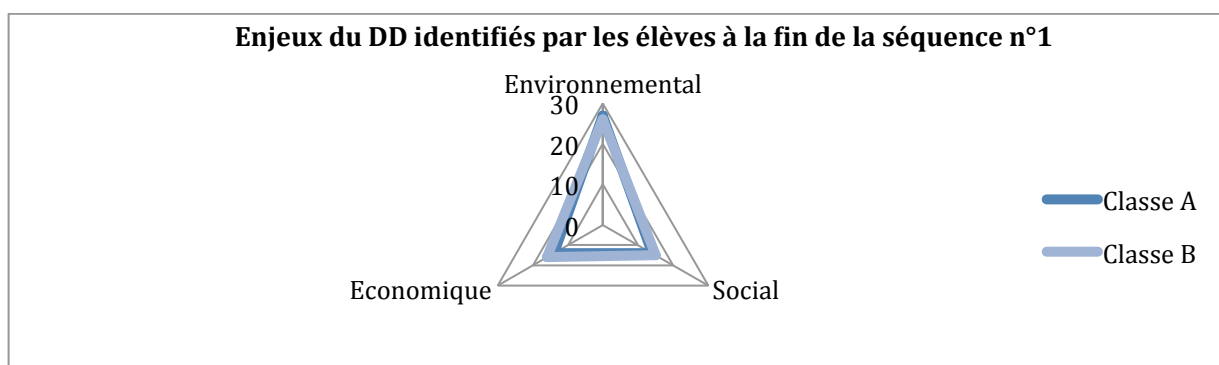 Enjeux du DD identifiés par les élèves à la fin de la séquence n°1
Environnemental
30
20
10
0
Economique
Social
Classe A
Classe B